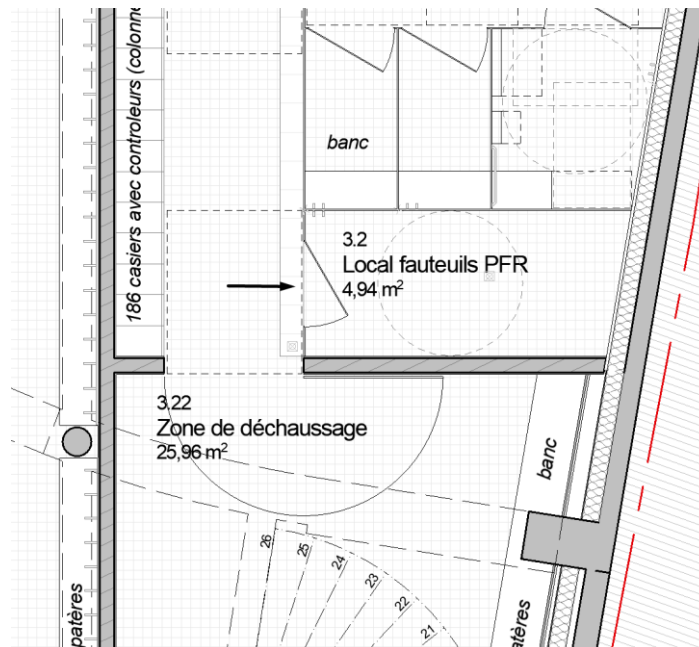 186 casiers avec controleurs (colonne
banc
3.2
Local fauteuils PFR
4,94 m²
3.22
Zone de déchaussage
25,96 m²
banc
26
25
24
23
22
21
patères
patères